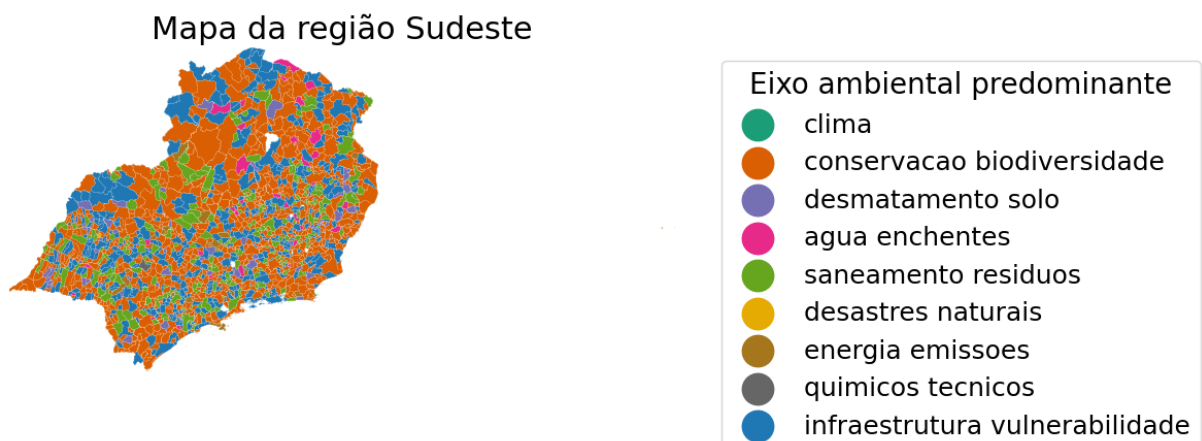 Mapa da região Sudeste
Eixo ambiental predominante
clima
conservacao biodiversidade
desmatamento solo
agua enchentes
saneamento residuos
desastres naturais
energia emissoes
quimicos tecnicos
infraestrutura vulnerabilidade